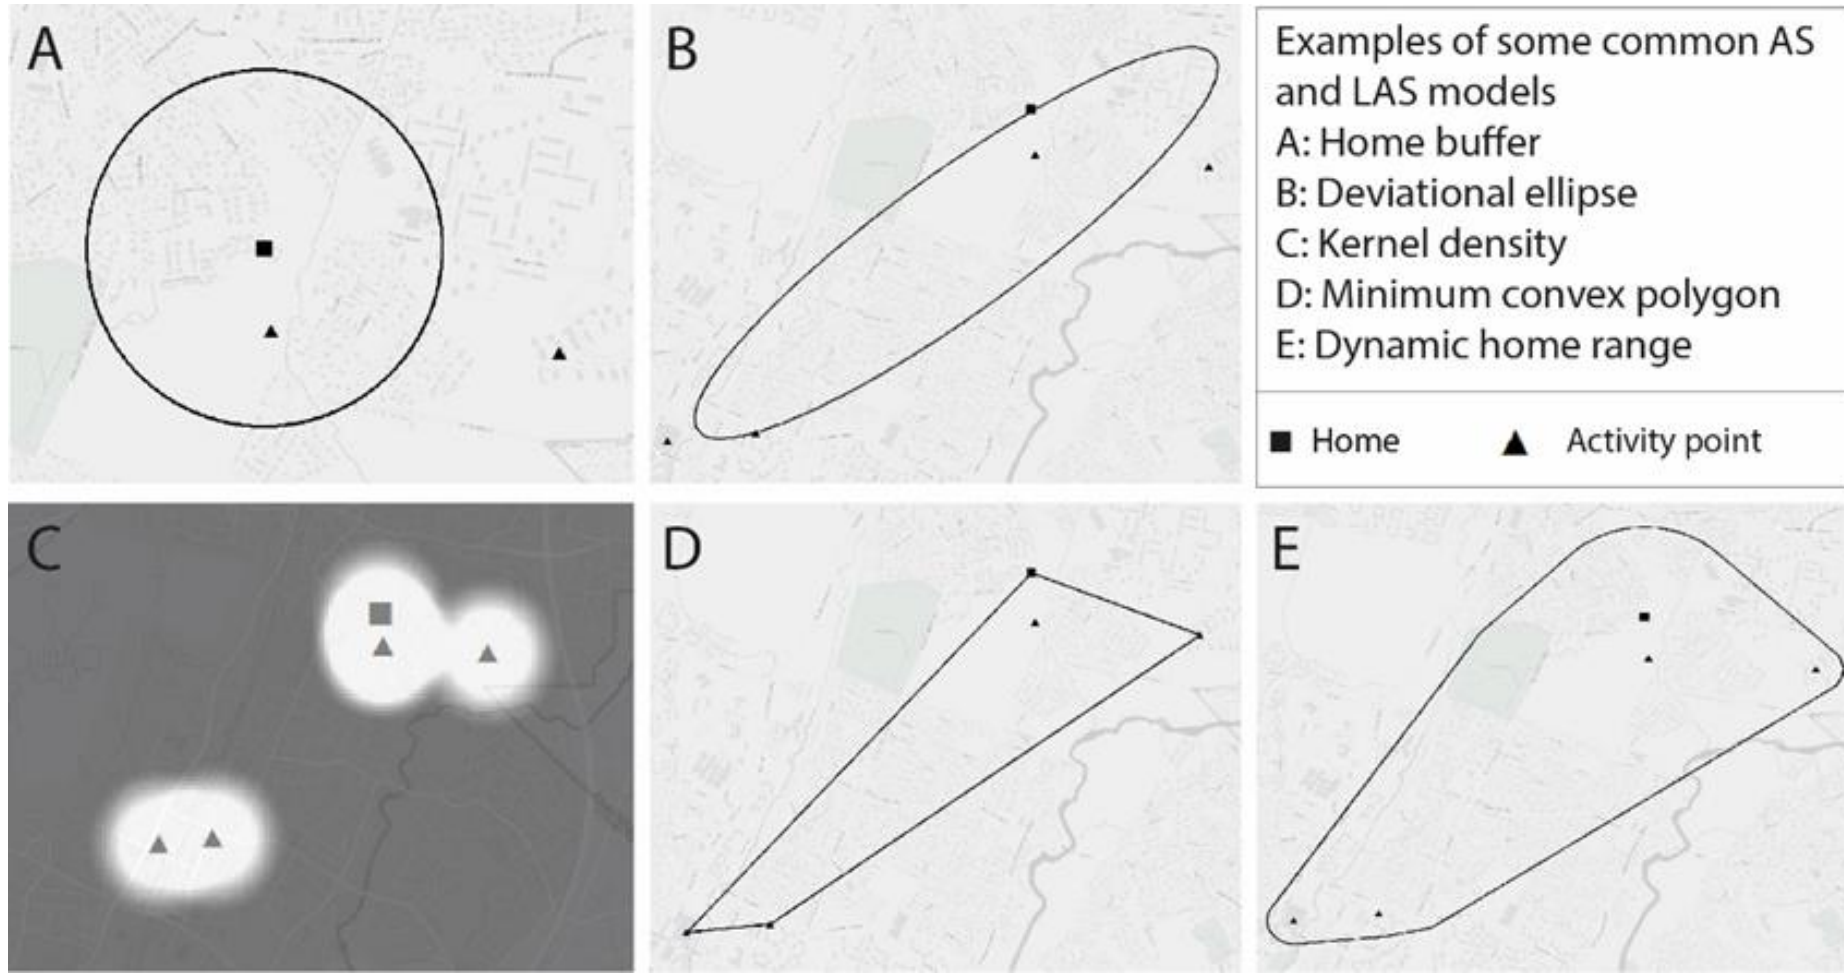 A
B
Examples of some common AS
and LAS models
A: Home buffer
B: Deviational ellipse
C: Kernel density
D: Minimum convex polygon
E: Dynamic home range
Home
Activity point
C
D
E